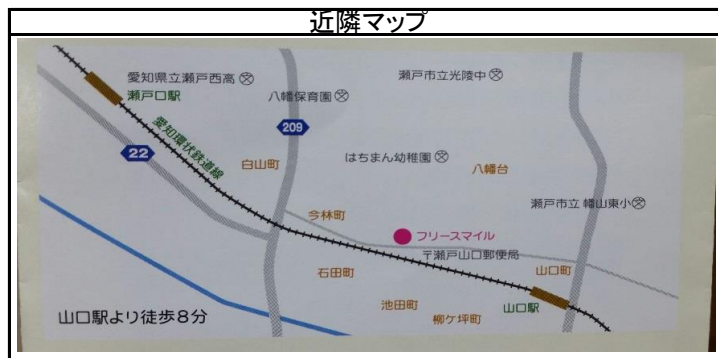 近隣マップ
愛知県立瀬戸西高
瀬戸口駅
八幡保育園
瀬戸市立光陵中
209
愛知環状鉄道線
22
白山町
はちまん幼稚園
八幡台
瀬戸市立 幡山東小
今林町
フリースマイル
〒瀬戸山口郵便局
石田町
山口町
池田町
山口駅
柳ケ坪町
山口駅より徒歩8分